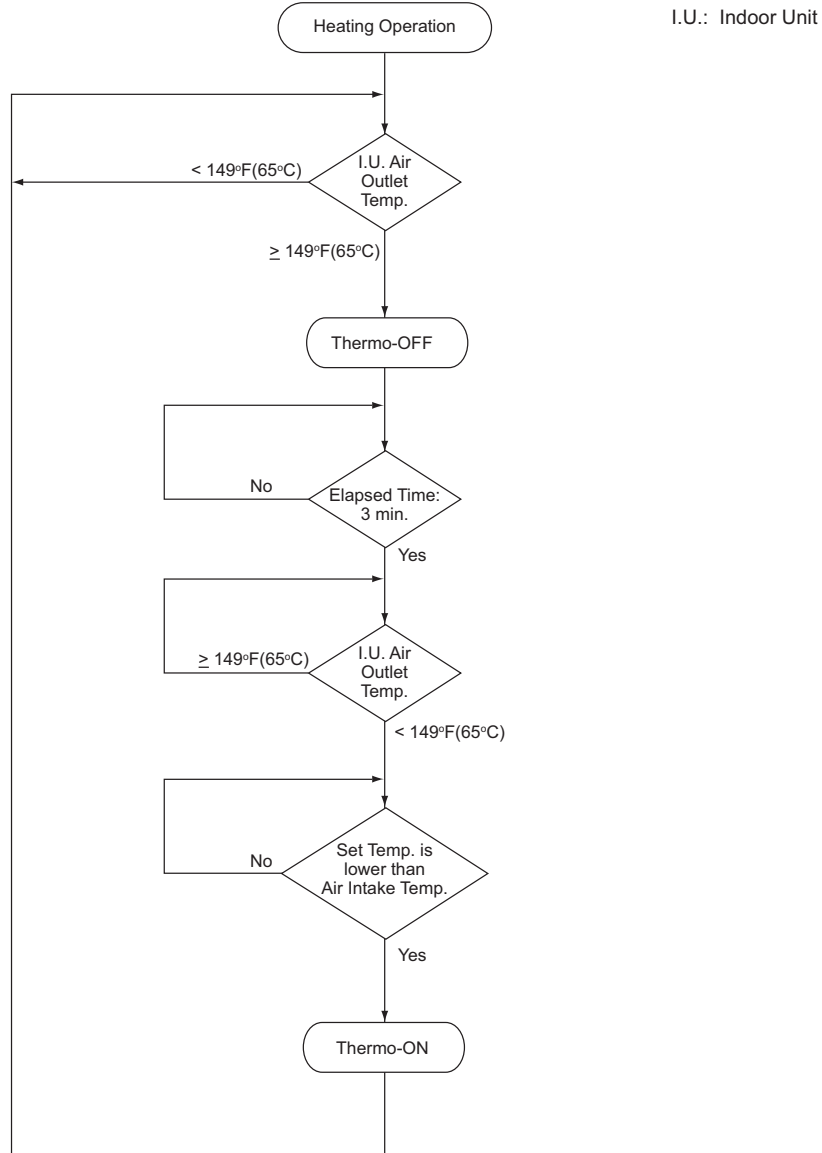 Heating Operation
I.U.: Indoor Unit
< 149°F(65°C)
I.U. Air
Outlet
Temp.
≥ 149°F(65°C)
Thermo-OFF
No
Elapsed Time:
3 min.
Yes
≥ 149°F(65°C)
I.U. Air
Outlet
Temp.
< 149°F(65°C)
No
Set Temp. is
lower than
Air Intake Temp.
Yes
Thermo-ON